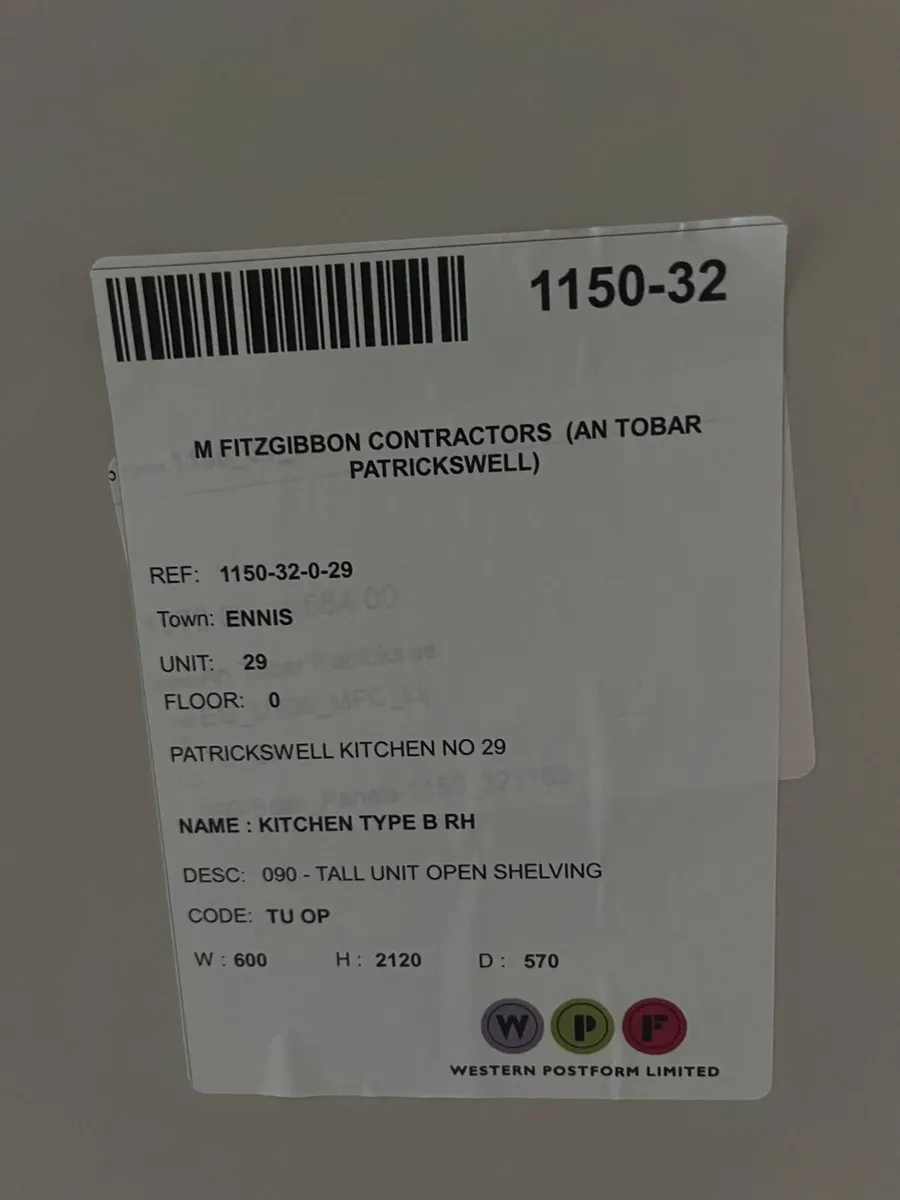 1150-32
M FITZGIBBON CONTRACTORS (AN TOBAR
PATRICKSWELL)
REF: 1150-32-0-29
Town: ENNIS
UNIT: 29
FLOOR: 0
PATRICKSWELL KITCHEN NO 29
NAME : KITCHEN TYPE B RH
DESC: 090 - TALL UNIT OPEN SHELVING
CODE: TU OP
W : 600 H : 2120 D : 570
W P F
WESTERN POSTFORM LIMITED